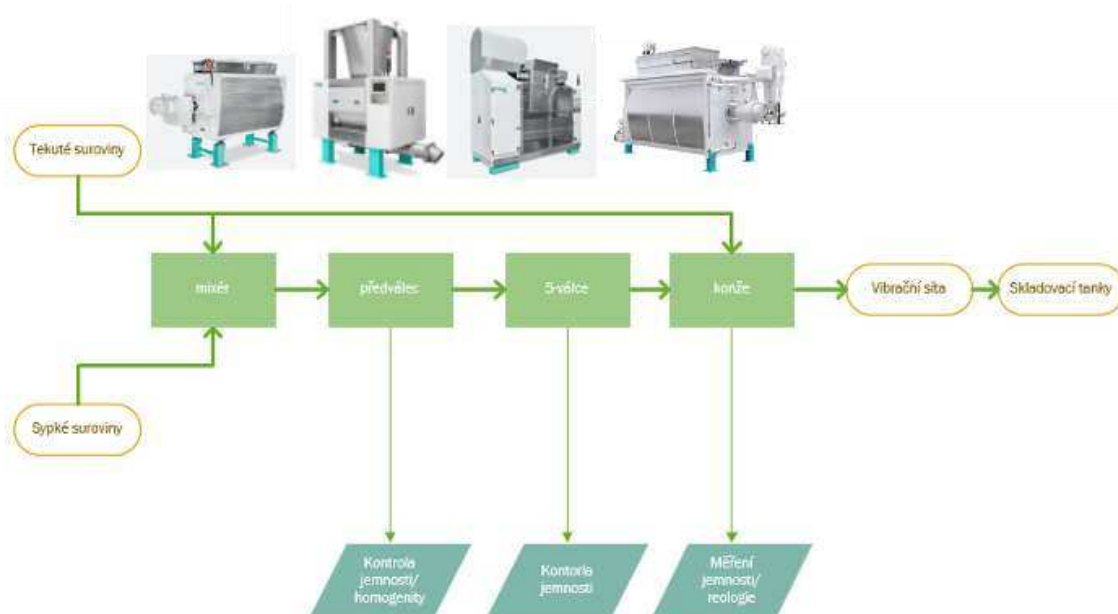 Tekuté suroviny
mixér
předválec
5-válce
konže
Vibrační síta
Skladovací tanky
Sypké suroviny
Kontrola
jemnosti/
homogenity
Kontorla
jemnosti
Měření
jemnosti/
reologie